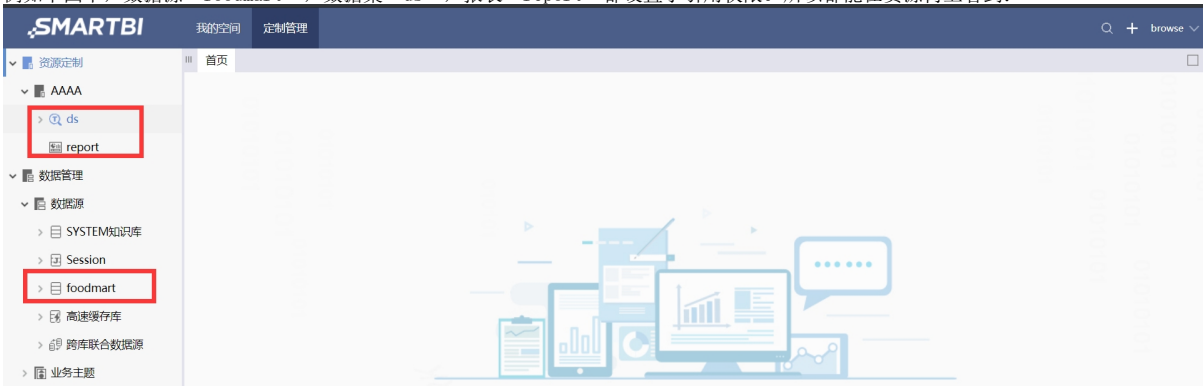 SMARTBI
我的空间 定制管理
browse
资源定制
首页
AAAA
ds
report
数据管理
数据源
SYSTEM知识库
Session
foodmart
高速缓存库
跨库联合数据源
业务主题